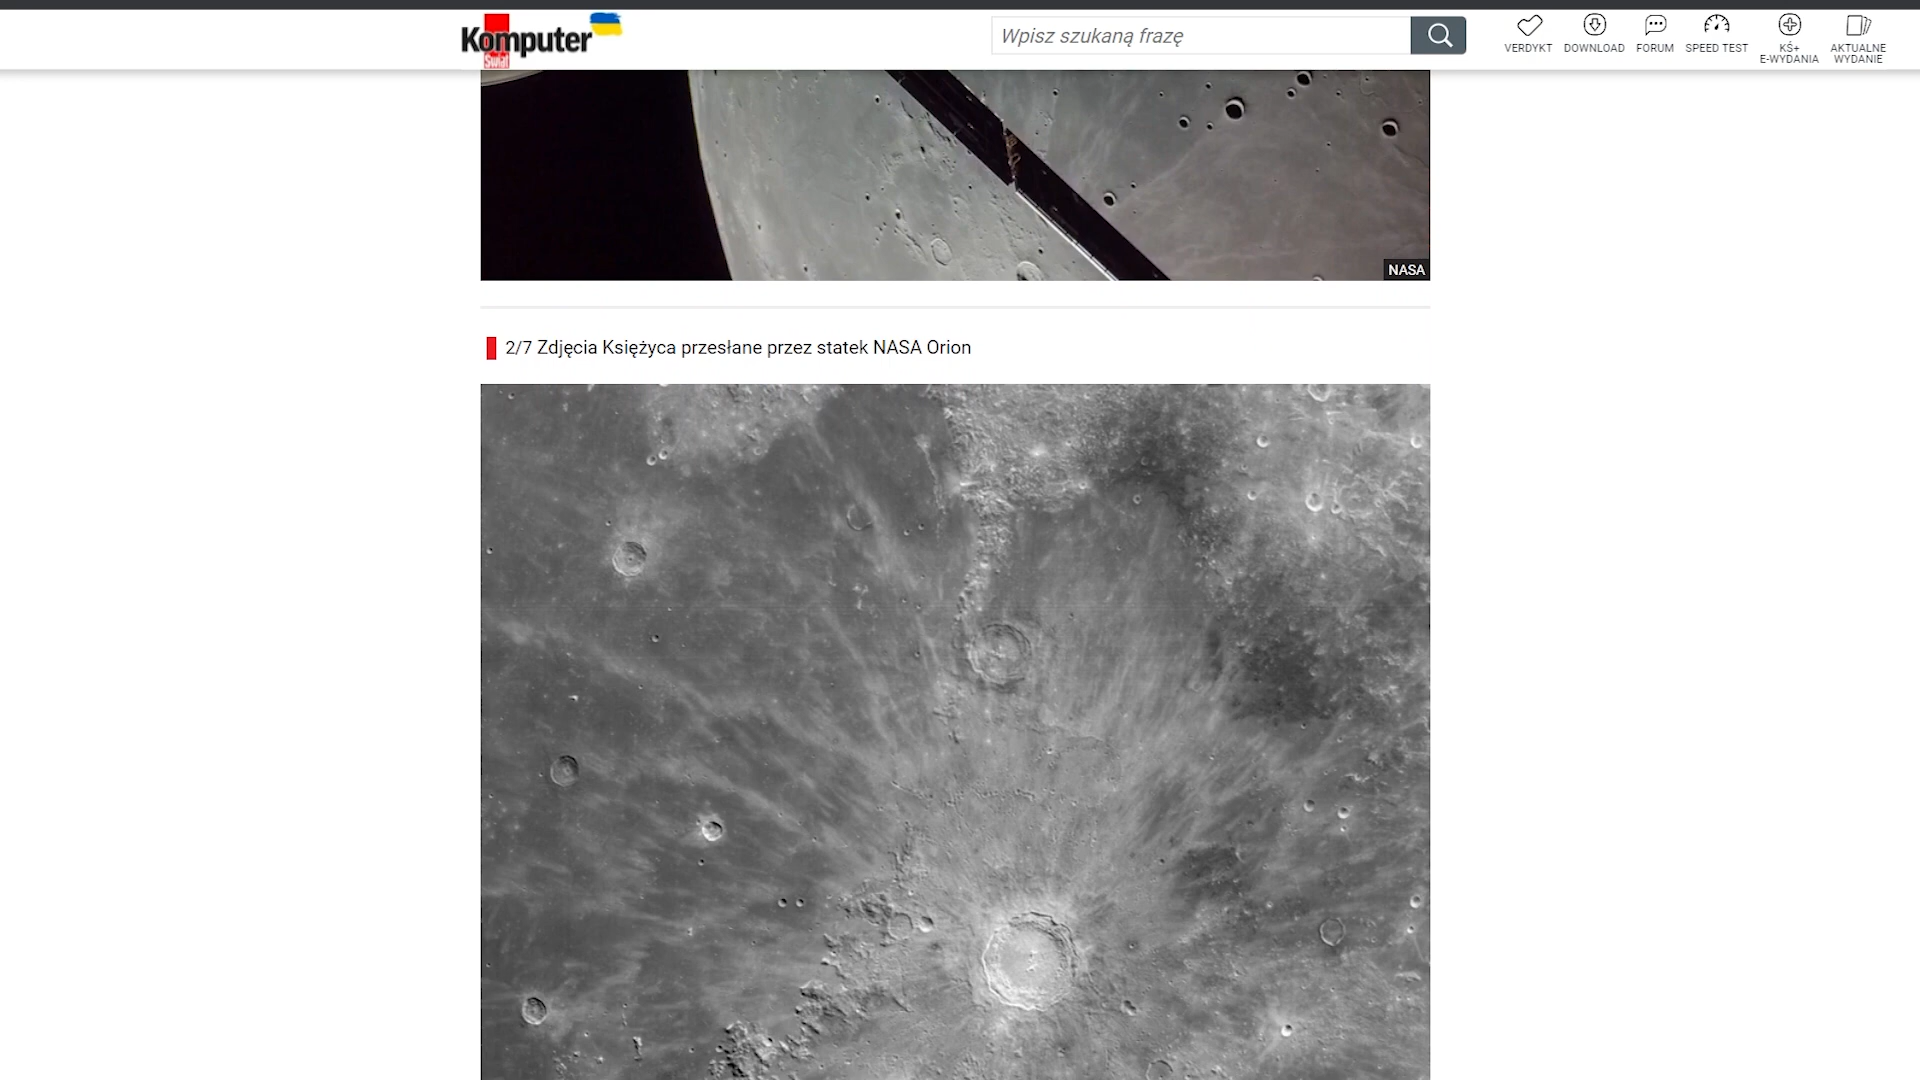 Komputer
Świat
Wpisz szukaną frazę
VERDYKT
DOWNLOAD
FORUM
SPEED TEST
KŚ+
E-WYDANIA
AKTUALNE
WYDANIE
NASA
2/7 Zdjęcia Księżyca przesłane przez statek NASA Orion